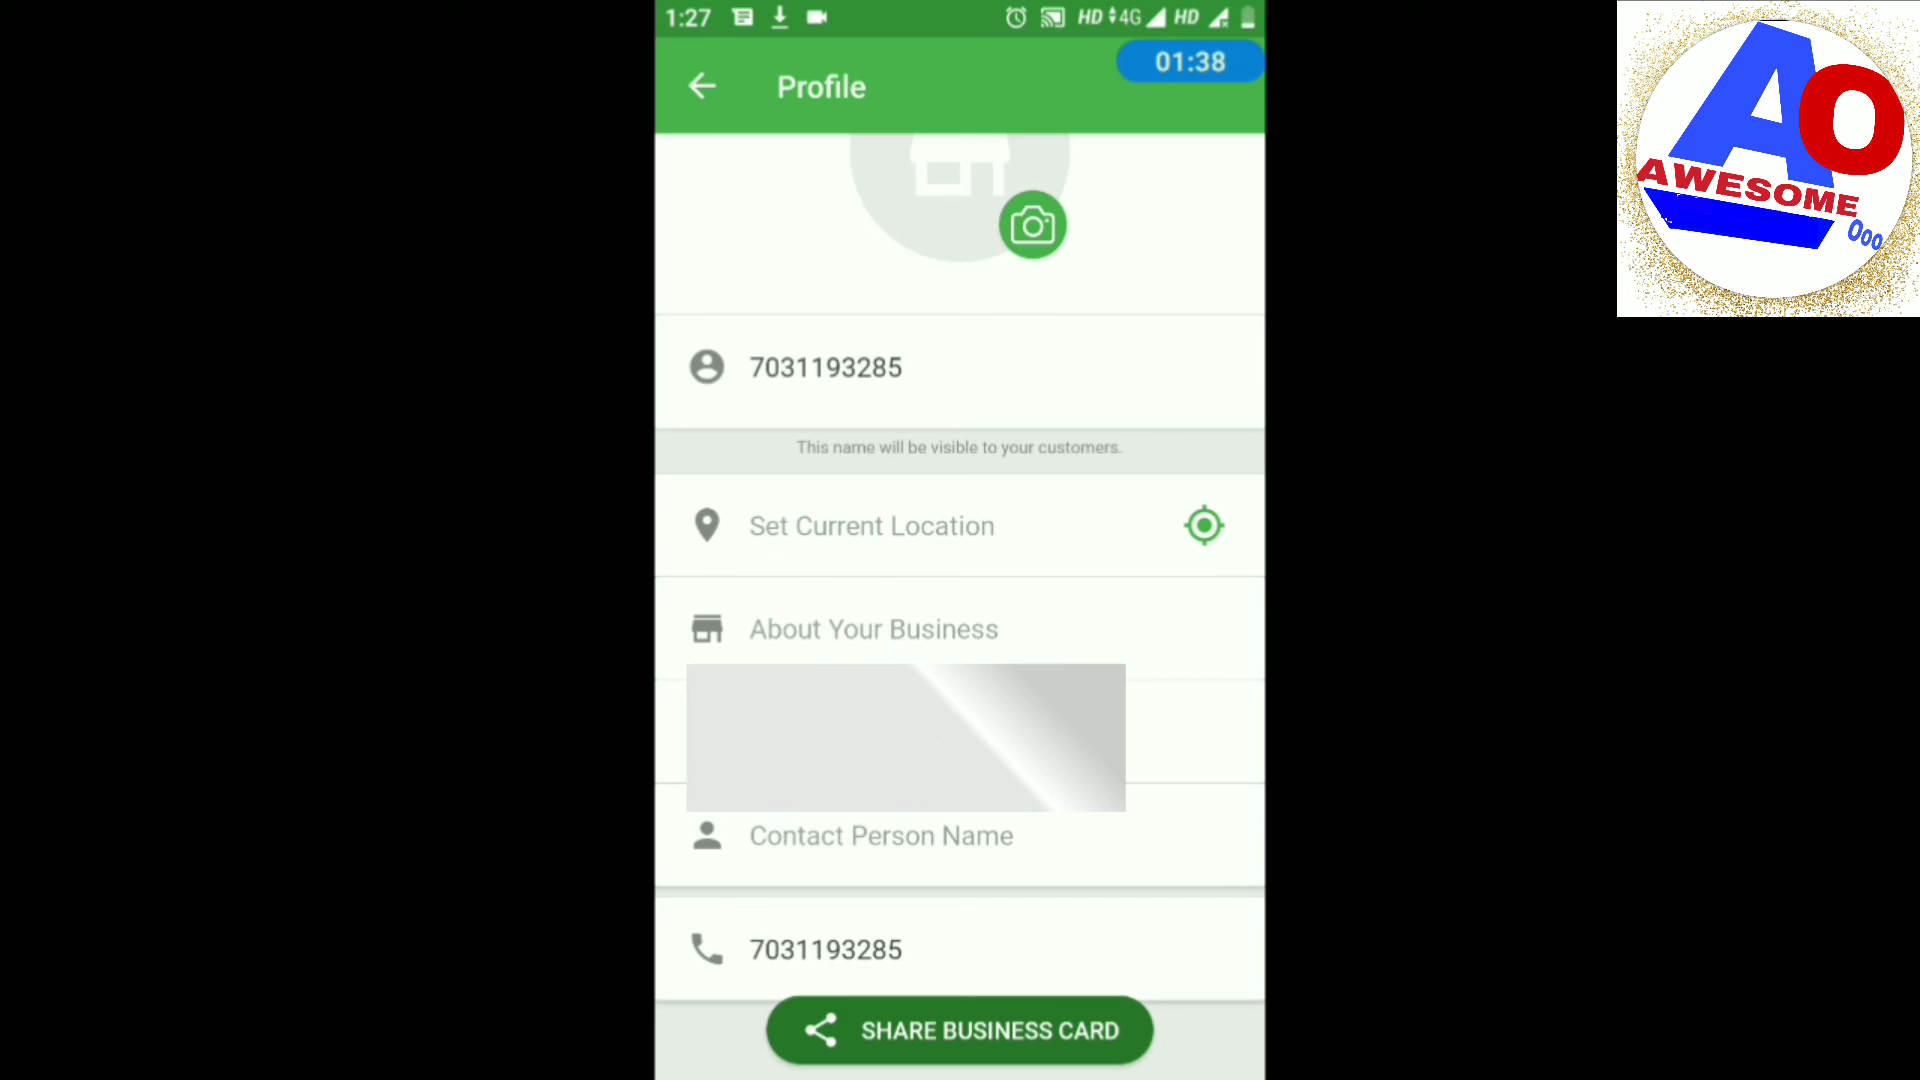 1:27 HD 4G HD
01:38
Profile
7031193285
This name will be visible to your customers.
Set Current Location
About Your Business
Contact Person Name
7031193285
SHARE BUSINESS CARD
AO
AWESOME
Ooo